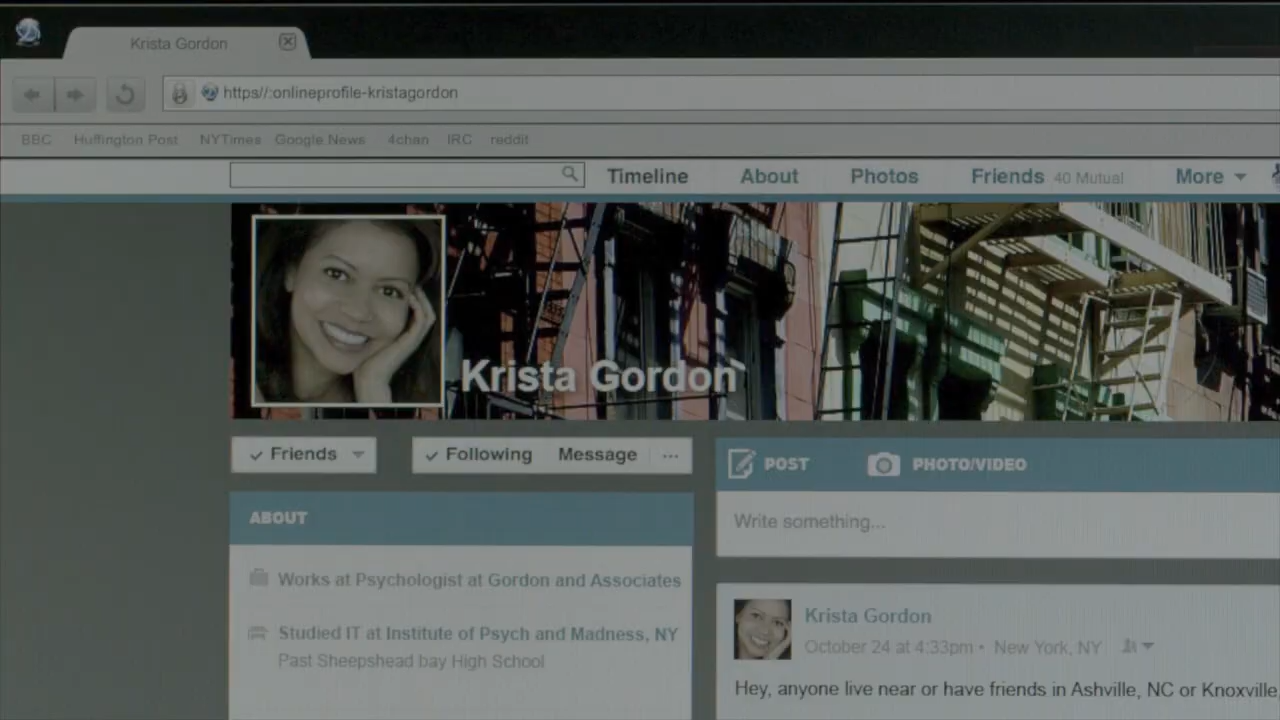 Krista Gordon
https//:onlineprofile-kristagordon
BBC Huffington Post NYTimes Google News 4chan IRC reddit
Timeline About Photos Friends 40 Mutual More
Krista Gordon
Friends Following Message ...
POST PHOTO/VIDEO
ABOUT
Write something...
Works at Psychologist at Gordon and Associates
Studied IT at Institute of Psych and Madness, NY
Past Sheepshead bay High School
Krista Gordon
October 24 at 4:33pm • New York, NY
Hey, anyone live near or have friends in Ashville, NC or Knoxville,